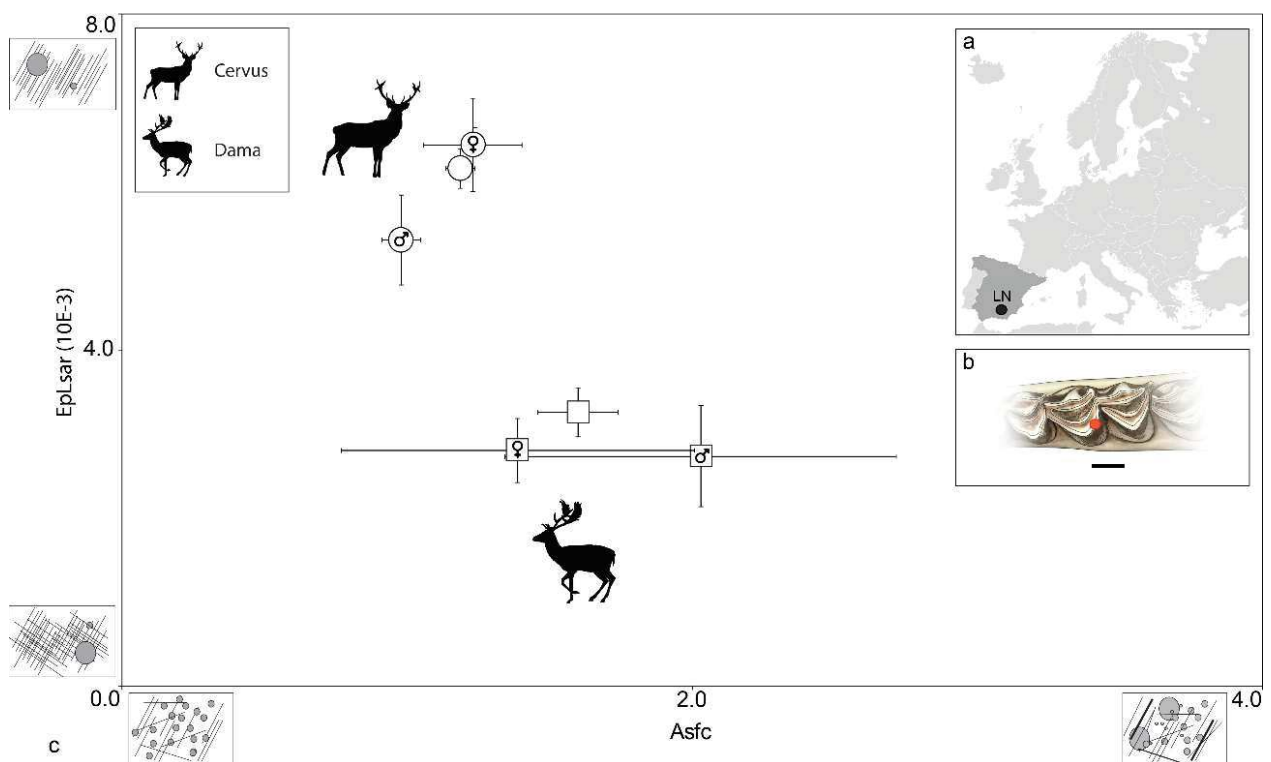 8.0
Cervus
Dama
♀
♂
a
LN
4.0
EpLsar (10E-3)
b
♀
♂
0.0
2.0
4.0
Asfc
c